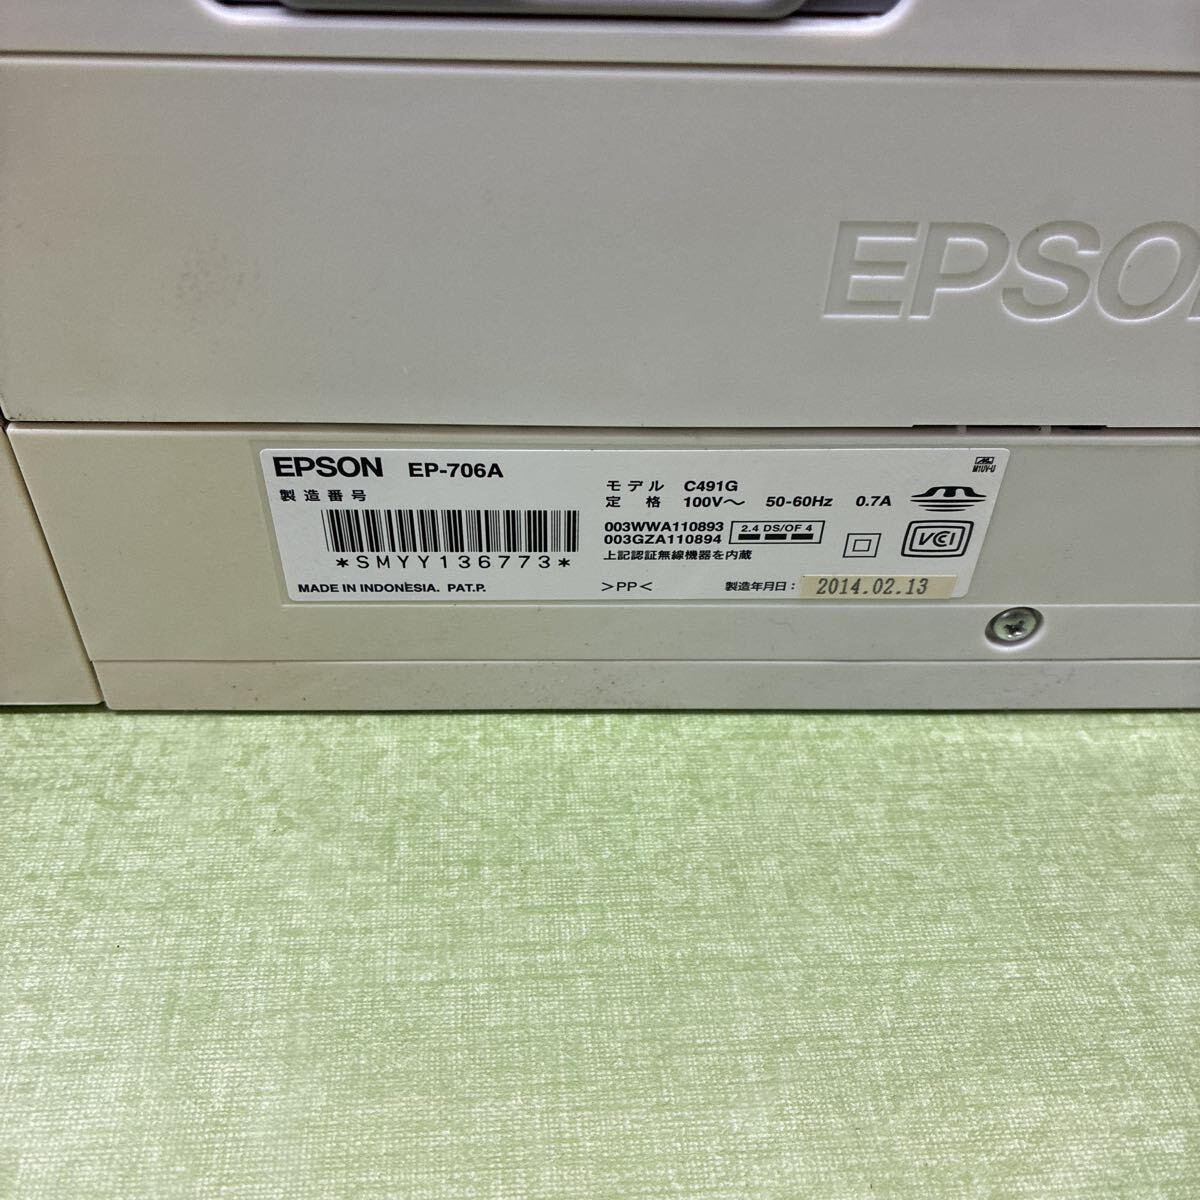 EPSON
EPSON EP-706A
製造番号
*SMYY136773*
MADE IN INDONESIA. PAT.P.
モデル C491G
定格 100V～ 50-60Hz 0.7A
003WWA110893
003GZA110894
2.4 DS/OF 4
上記認証無線機器を内蔵
>PP<
製造年月日： 2014.02.13
M1UV-U
VCCI